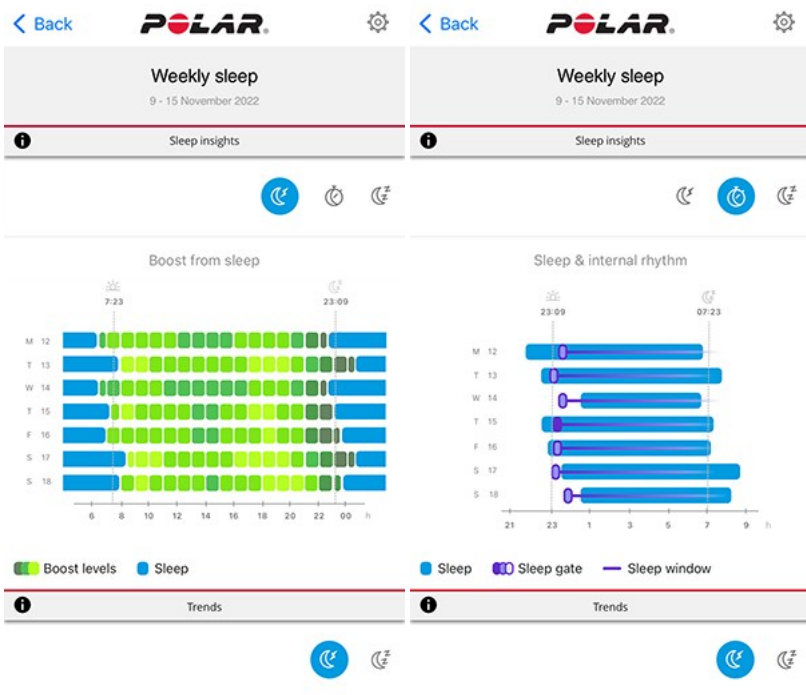 Back
POLAR.
Weekly sleep
9 - 15 November 2022
Sleep insights
Boost from sleep
7:23
23:09
M 12
T 13
W 14
T 15
F 16
S 17
S 18
6 8 10 12 14 16 18 20 22 00 h
Boost levels Sleep
Trends
Back
POLAR.
Weekly sleep
9 - 15 November 2022
Sleep insights
Sleep & internal rhythm
23:09
07:23
M 12
T 13
W 14
T 15
F 16
S 17
S 18
21 23 1 3 5 7 9 h
Sleep Sleep gate Sleep window
Trends